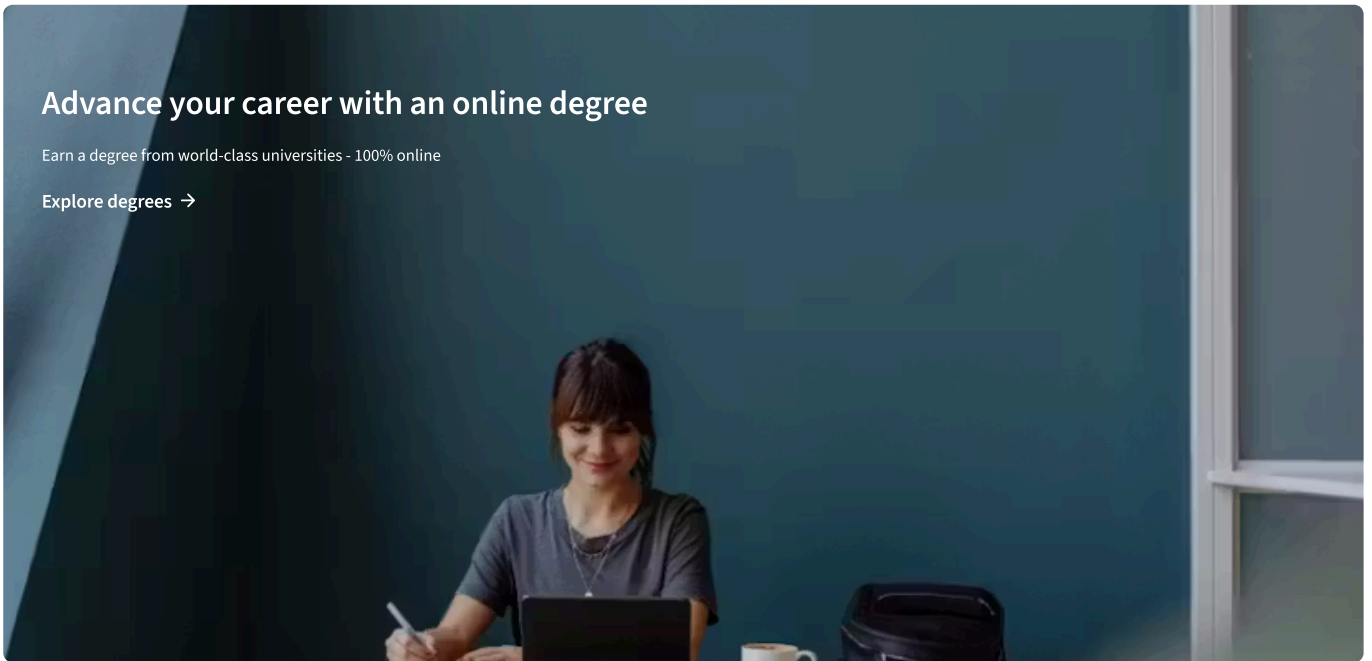 Advance your career with an online degree
Earn a degree from world-class universities - 100% online
Explore degrees →